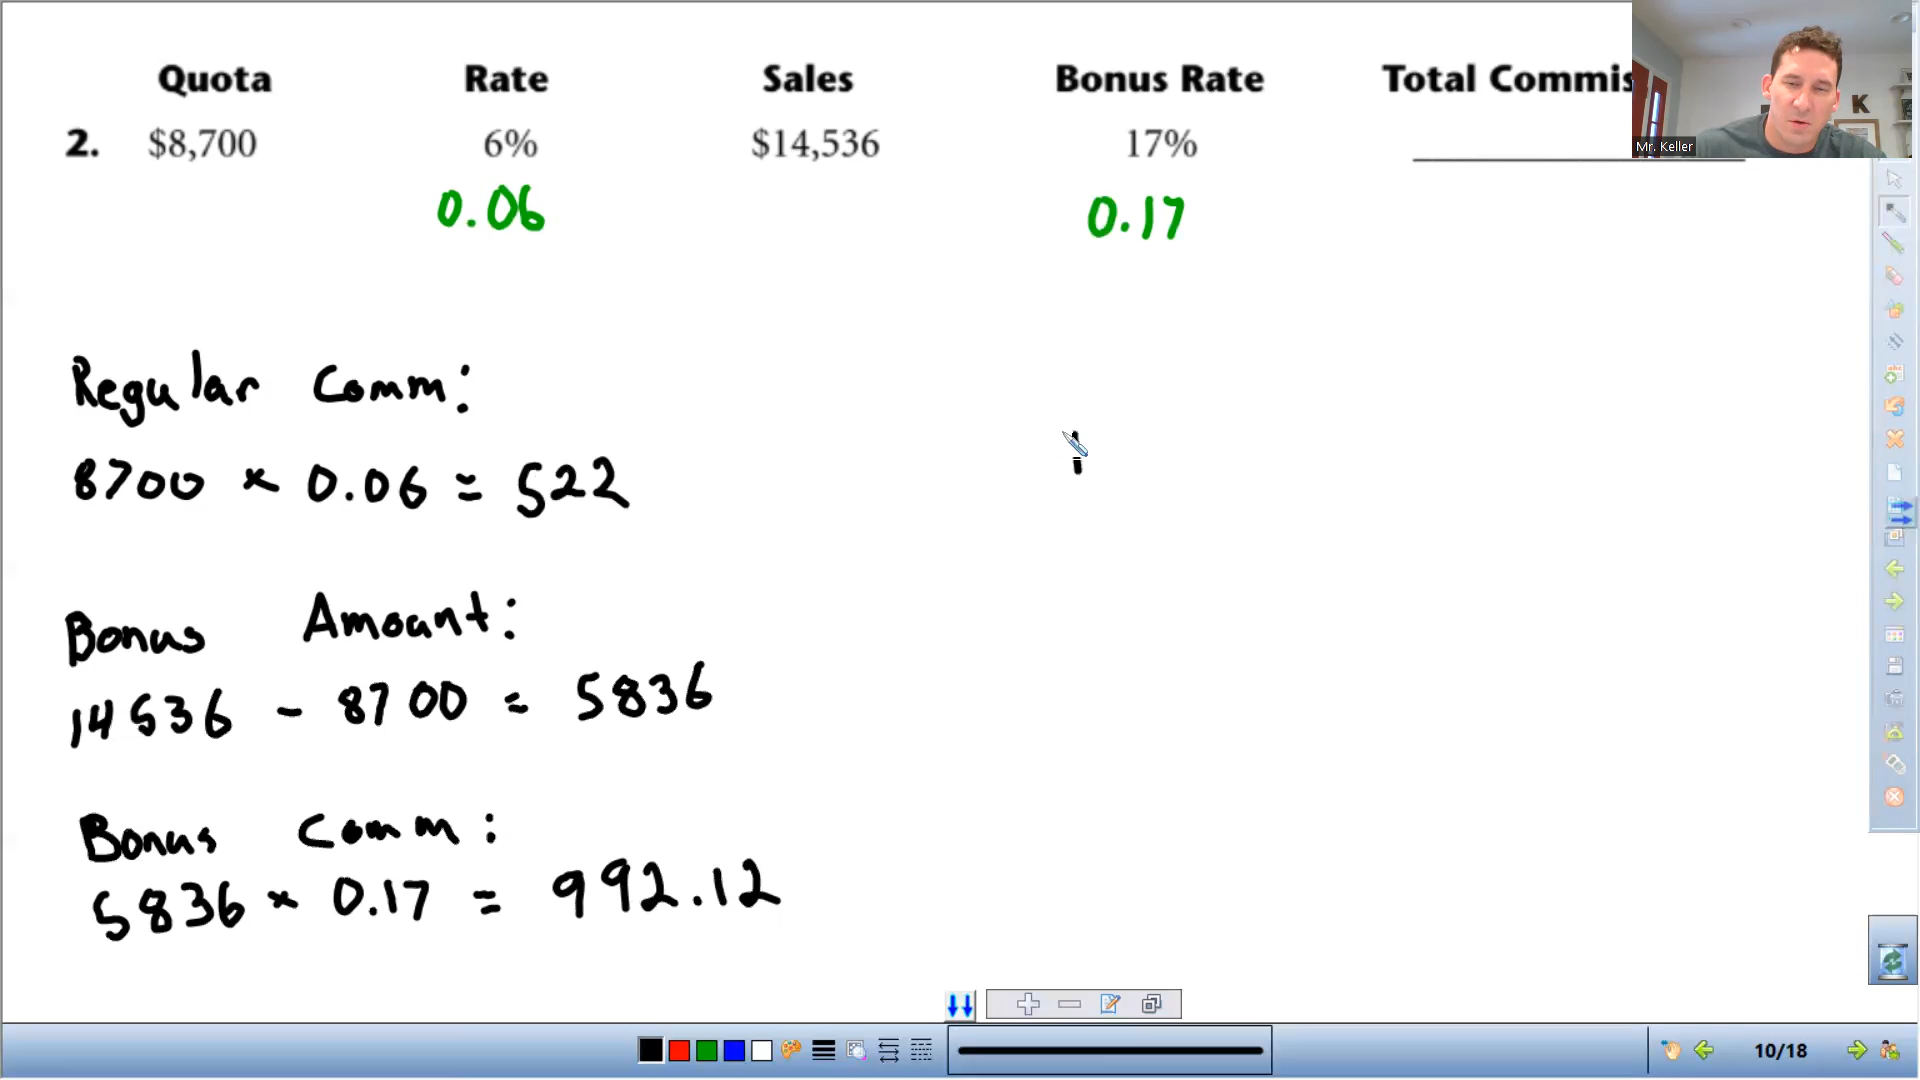 Quota Rate Sales Bonus Rate Total Commis
2. $8,700 6% $14,536 17%
Mr. Keller
K
0.06 0.17
Regular Comm:
8700 × 0.06 = 522
Bonus Amount:
14536 - 8700 = 5836
Bonus Comm:
5836 × 0.17 = 992.12
10/18